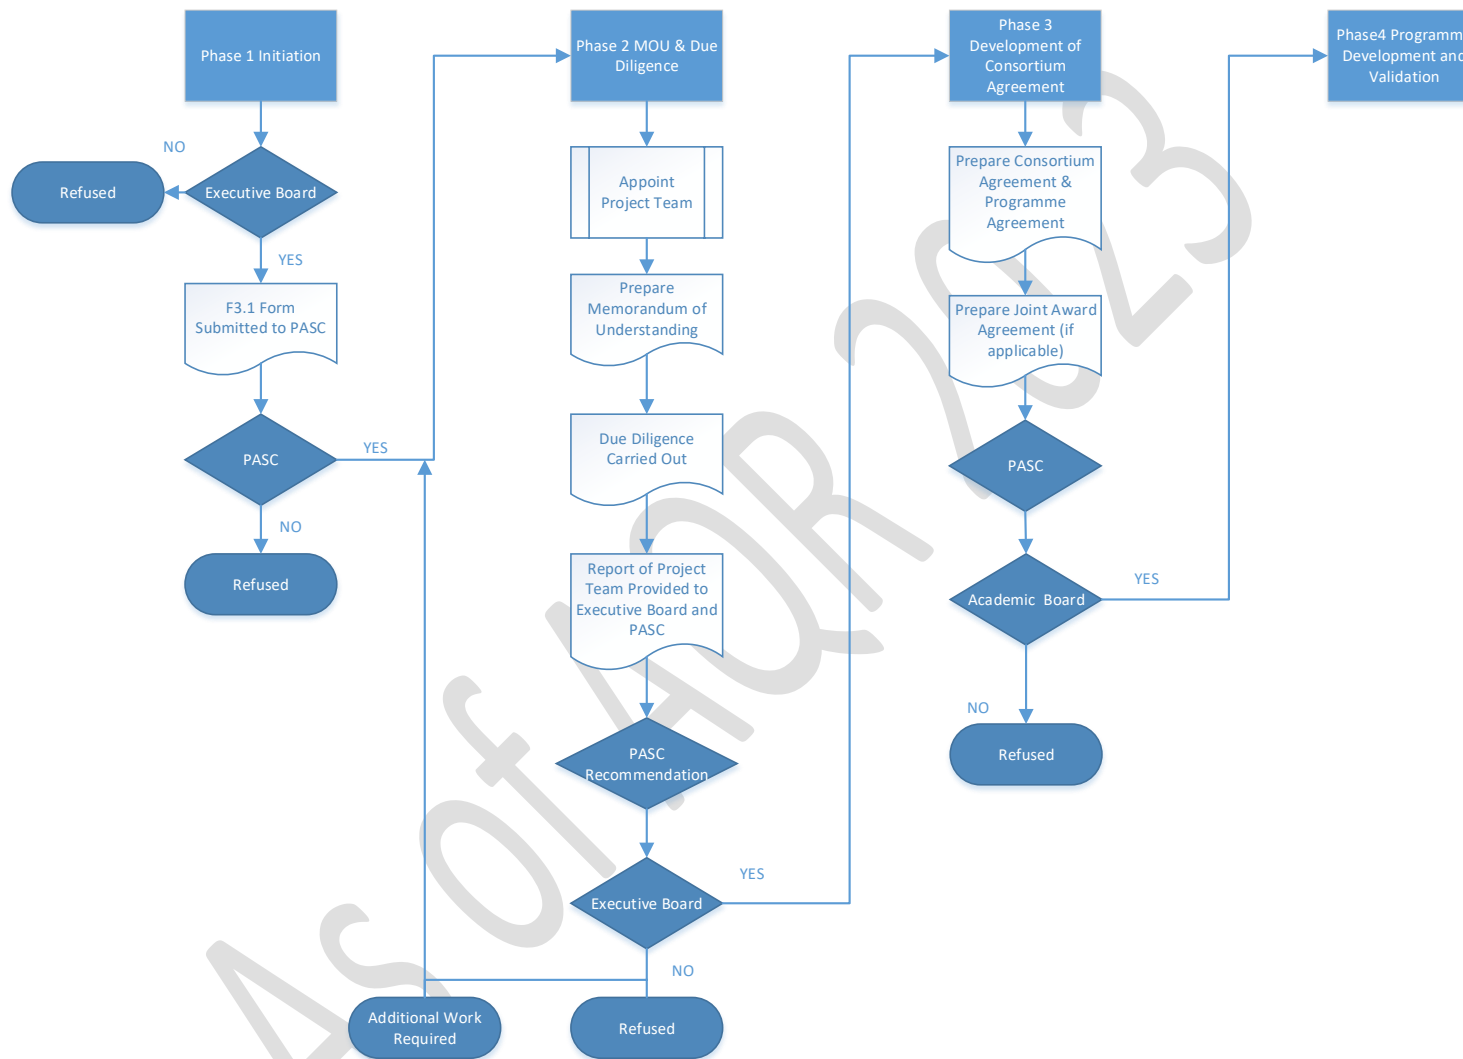 Phase 1 Initiation
NO
Refused
Executive Board
YES
F3.1 Form
Submitted to PASC
PASC
YES
NO
Refused
Phase 2 MOU & Due
Diligence
Appoint
Project Team
Prepare
Memorandum of
Understanding
Due Diligence
Carried Out
Report of Project
Team Provided to
Executive Board and
PASC
PASC
Recommendation
Executive Board
YES
NO
Additional Work
Required
Refused
Phase 3
Development of
Consortium
Agreement
Prepare Consortium
Agreement &
Programme
Agreement
Prepare Joint Award
Agreement (if
applicable)
PASC
Academic Board
YES
NO
Refused
Phase4 Programm
Development and
Validation
As of AQR 2023